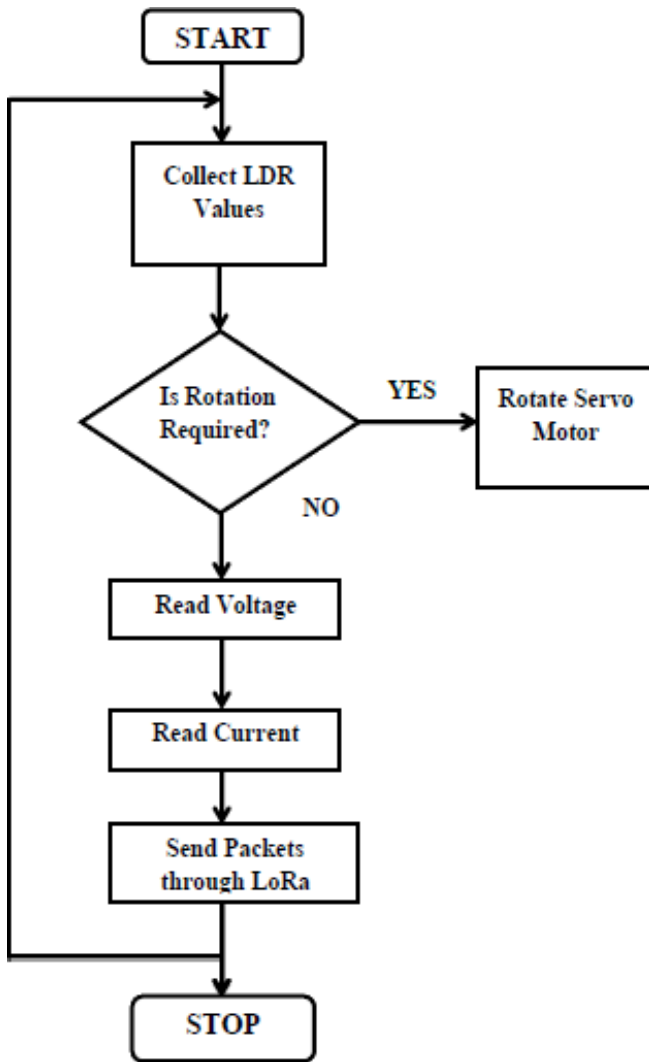 START
Collect LDR
Values
Is Rotation
Required?
YES
Rotate Servo
Motor
NO
Read Voltage
Read Current
Send Packets
through LoRa
STOP